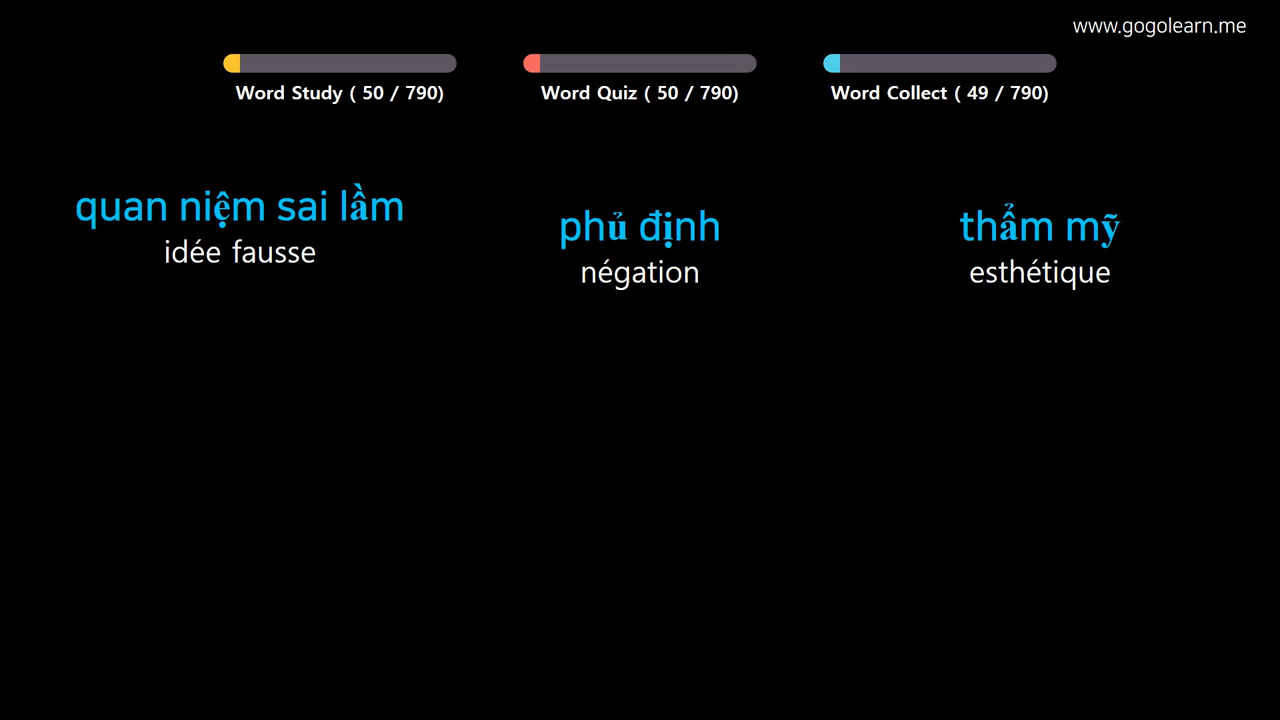 www.gogolearn.me
Word Study ( 50 / 790)
Word Quiz ( 50 / 790)
Word Collect ( 49 / 790)
quan niệm sai lầm
idée fausse
phủ định
négation
thẩm mỹ
esthétique